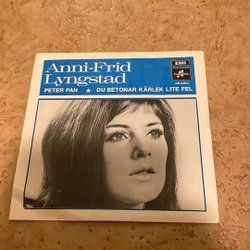 Anni-Frid
Lyngstad
EMI
PETER PAN ★ DU BETONAR KÄRLEK LITE FEL